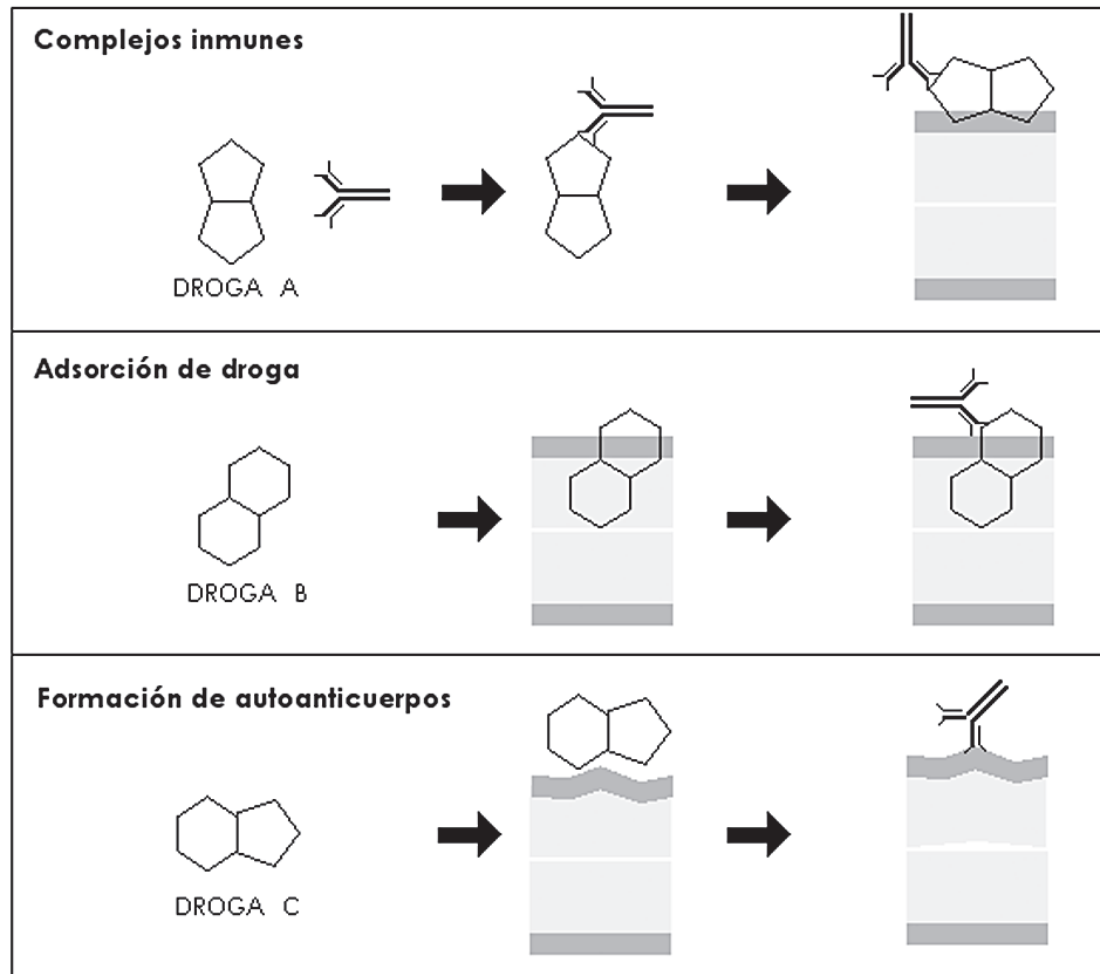 Complejos inmunes
DROGA A
Adsorción de droga
DROGA B
Formación de autoanticuerpos
DROGA C